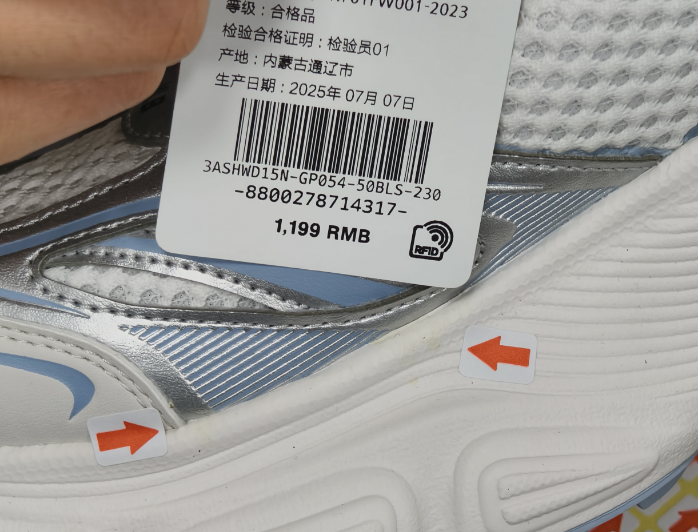 001-2023
等级：合格品
检验合格证明：检验员01
产地：内蒙古通辽市
生产日期：2025年 07月 07日
3ASHWD15N-GP054-50BLS-230
-8800278714317-
1,199 RMB
RFID